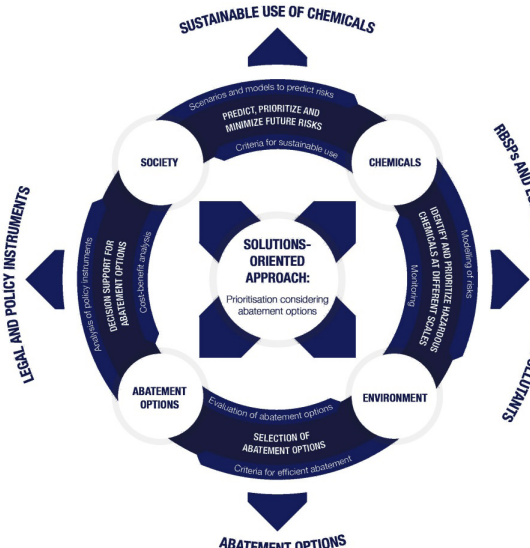 SUSTAINABLE USE OF CHEMICALS
Scenarios and models to predict risks
PREDICT, PRIORITIZE AND
MINIMIZE FUTURE RISKS
Criteria for sustainable use
SOCIETY
CHEMICALS
RBSPs AND
LEGAL AND POLICY INSTRUMENTS
Analysis of policy instruments
DECISION SUPPORT FOR
ABATEMENT OPTIONS
Cost-benefit analysis
SOLUTIONS-
ORIENTED
APPROACH:
Prioritisation considering
abatement options
Monitoring
IDENTIFY AND PRIORITIZE HAZARDOUS
CHEMICALS AT DIFFERENT SCALES
Modelling of risks
ABATEMENT
OPTIONS
ENVIRONMENT
Evaluation of abatement options
SELECTION OF
ABATEMENT OPTIONS
Criteria for efficient abatement
ABATEMENT OPTIONS